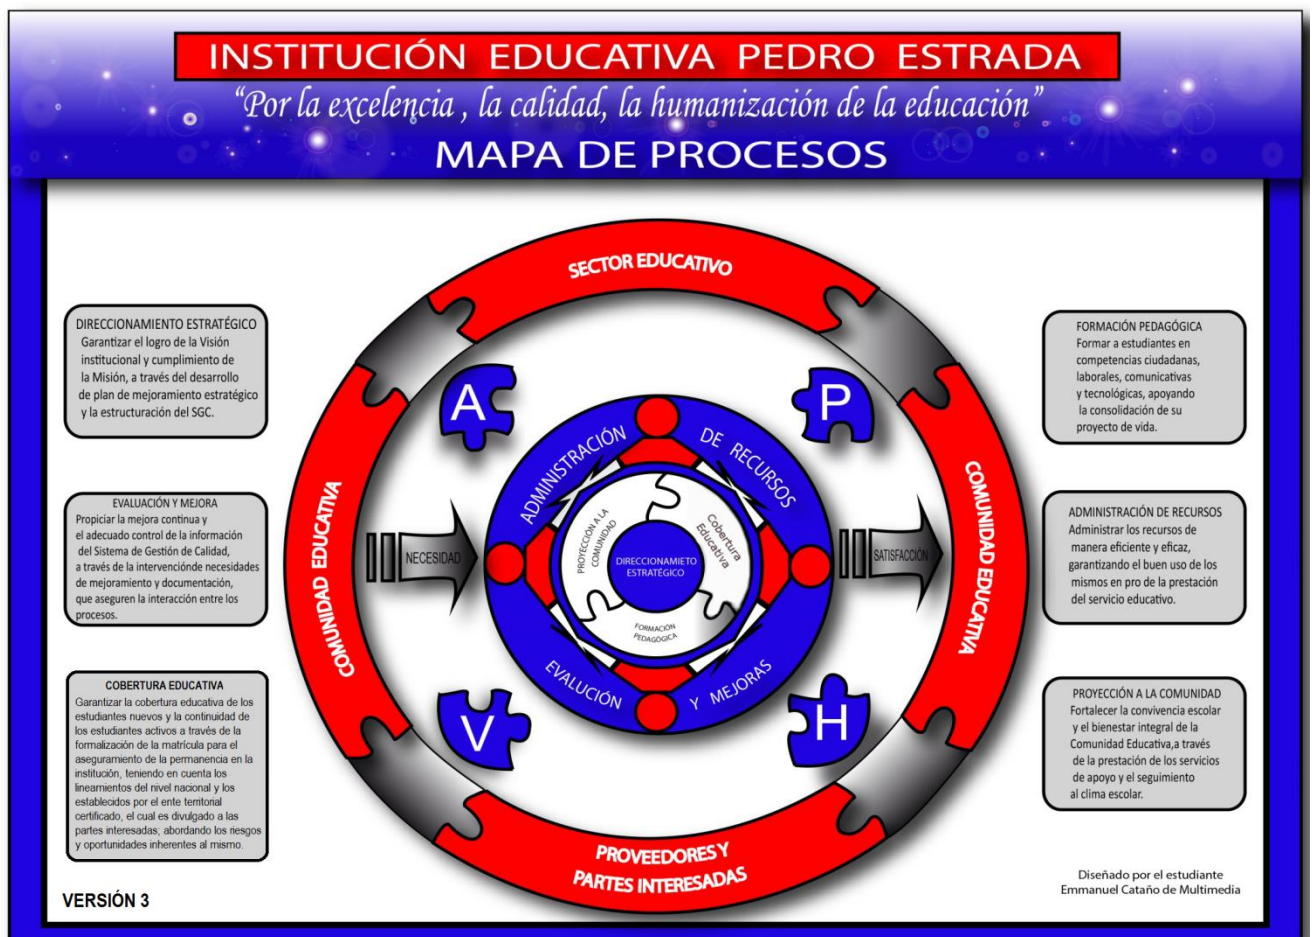 INSTITUCIÓN EDUCATIVA PEDRO ESTRADA
“Por la excelencia , la calidad, la humanización de la educación”
MAPA DE PROCESOS
DIRECCIONAMIENTO ESTRATÉGICO
Garantizar el logro de la Visión
institucional y cumplimiento de
la Misión, a través del desarrollo
de plan de mejoramiento estratégico
y la estructuración del SGC.
EVALUACIÓN Y MEJORA
Propiciar la mejora continua y
el adecuado control de la información
del Sistema de Gestión de Calidad,
a través de la intervenciónde necesidades
de mejoramiento y documentación,
que aseguren la interacción entre los
procesos.
COBERTURA EDUCATIVA
Garantizar la cobertura educativa de los
estudiantes nuevos y la continuidad de
los estudiantes activos a través de la
formalización de la matrícula para el
aseguramiento de la permanencia en la
institución, teniendo en cuenta los
lineamientos del nivel nacional y los
establecidos por el ente territorial
certificado, el cual es divulgado a las
partes interesadas; abordando los riesgos
y oportunidades inherentes al mismo.
VERSIÓN 3
SECTOR EDUCATIVO
COMUNIDAD EDUCATIVA
A
P
ADMINISTRACIÓN
DE RECURSOS
NECESIDAD
PROYECCIÓN A LA
COMUNIDAD
Cobertura
Educativa
DIRECCIONAMIETO
ESTRATÉGICO
FORMACIÓN
PEDAGÓGICA
SATISFACCIÓN
EVALUCIÓN
Y MEJORAS
V
H
COMUNIDAD EDUCATIVA
PROVEEDORES Y
PARTES INTERESADAS
FORMACIÓN PEDAGÓGICA
Formar a estudiantes en
competencias ciudadanas,
laborales, comunicativas
y tecnológicas, apoyando
la consolidación de su
proyecto de vida.
ADMINISTRACIÓN DE RECURSOS
Administrar los recursos de
manera eficiente y eficaz,
garantizando el buen uso de los
mismos en pro de la prestación
del servicio educativo.
PROYECCIÓN A LA COMUNIDAD
Fortalecer la convivencia escolar
y el bienestar integral de la
Comunidad Educativa,a través
de la prestación de los servicios
de apoyo y el seguimiento
al clima escolar.
Diseñado por el estudiante
Emmanuel Cataño de Multimedia